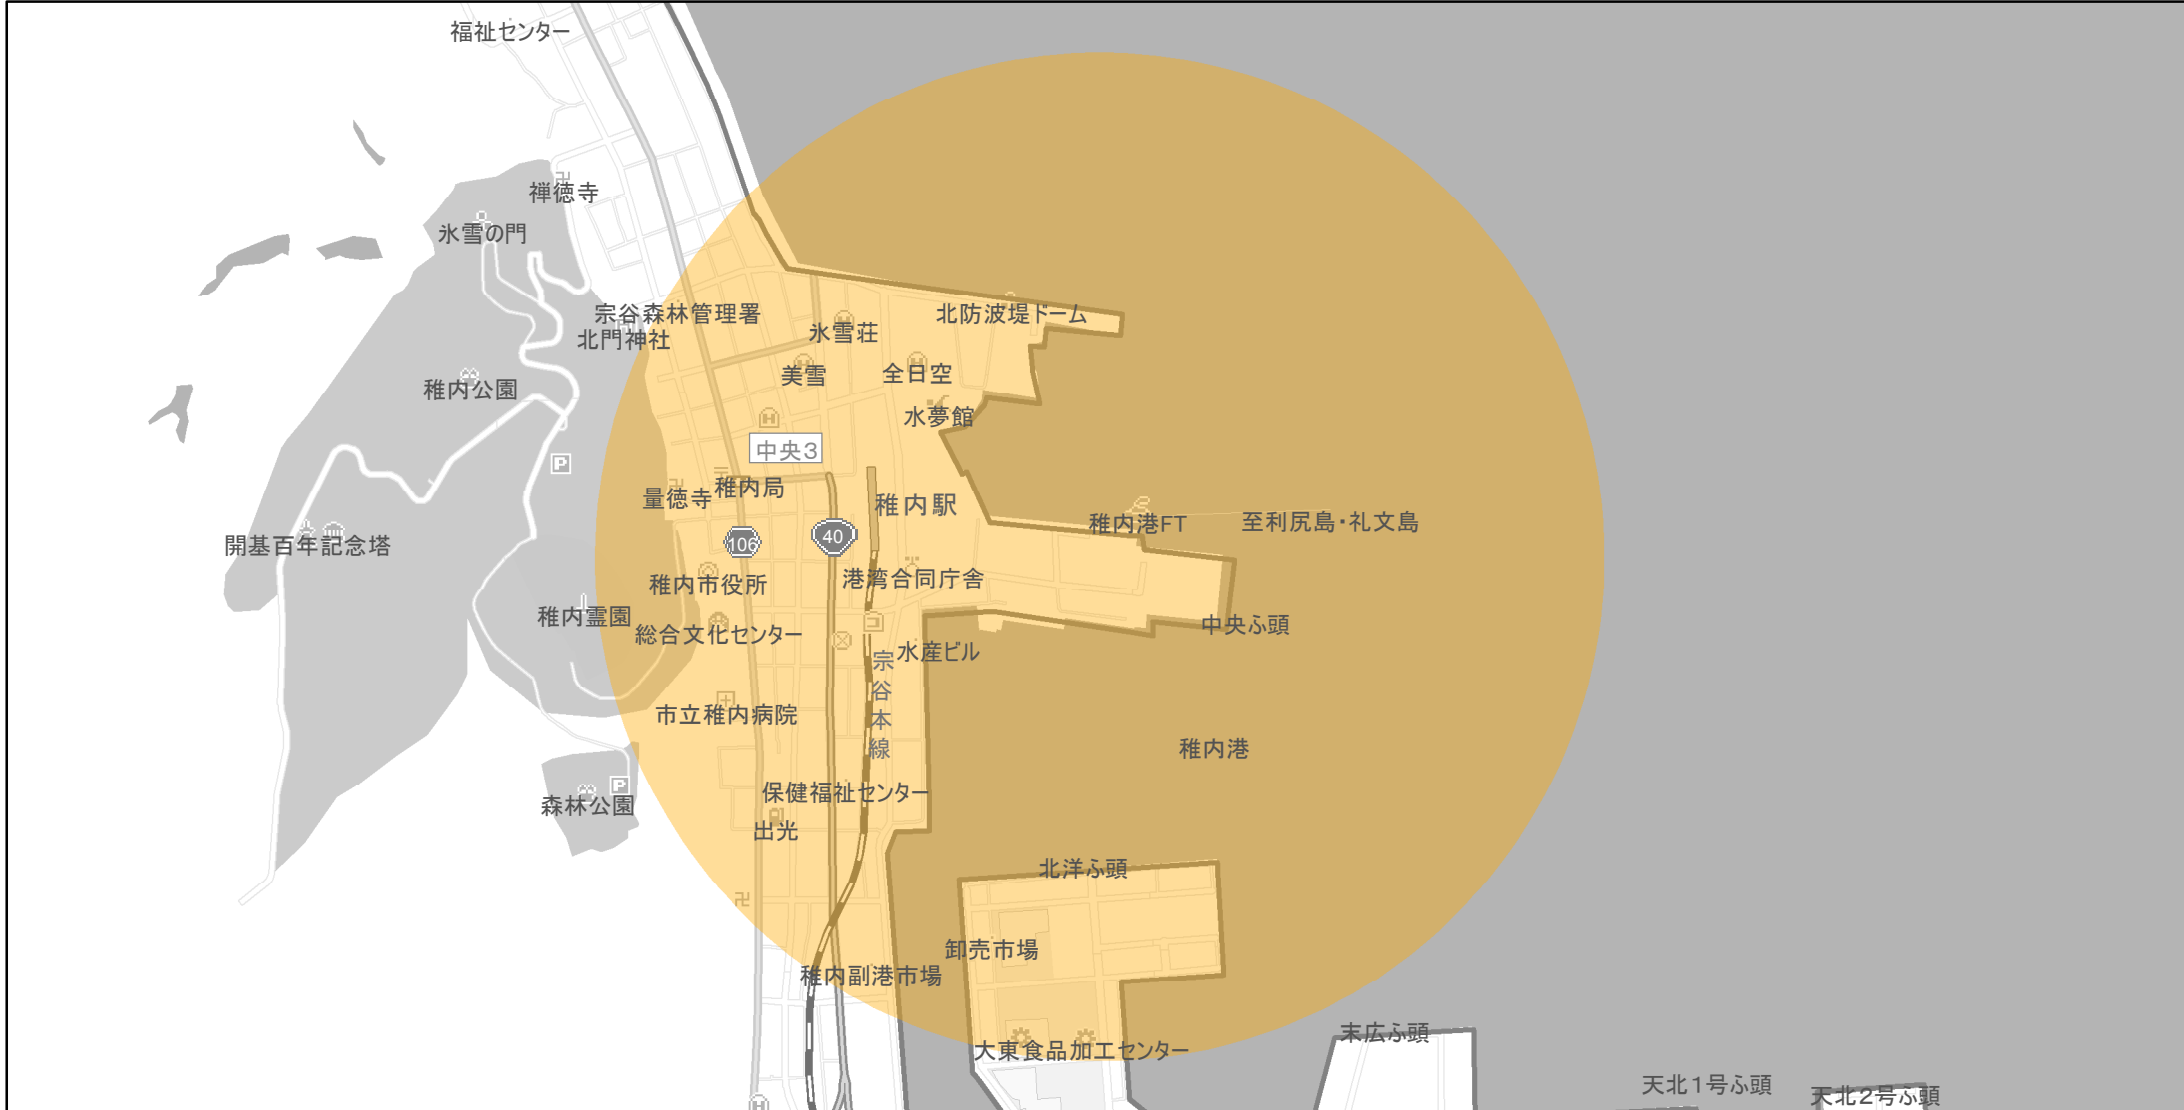 福祉センター
禅徳寺
氷雪の門
宗谷森林管理署
北門神社
氷雪荘
北防波堤ドーム
美雪
全日空
稚内公園
水夢館
中央3
P
稚内局
量徳寺
稚内駅
稚内港FT
至利尻島・礼文島
106
40
開基百年記念塔
稚内市役所
港湾合同庁舎
稚内霊園
総合文化センター
中央ふ頭
水産ビル
宗谷本線
市立稚内病院
稚内港
P
森林公園
保健福祉センター
出光
北洋ふ頭
卸売市場
稚内副港市場
末広ふ頭
大東食品加工センター
天北1号ふ頭
天北2号ふ頭